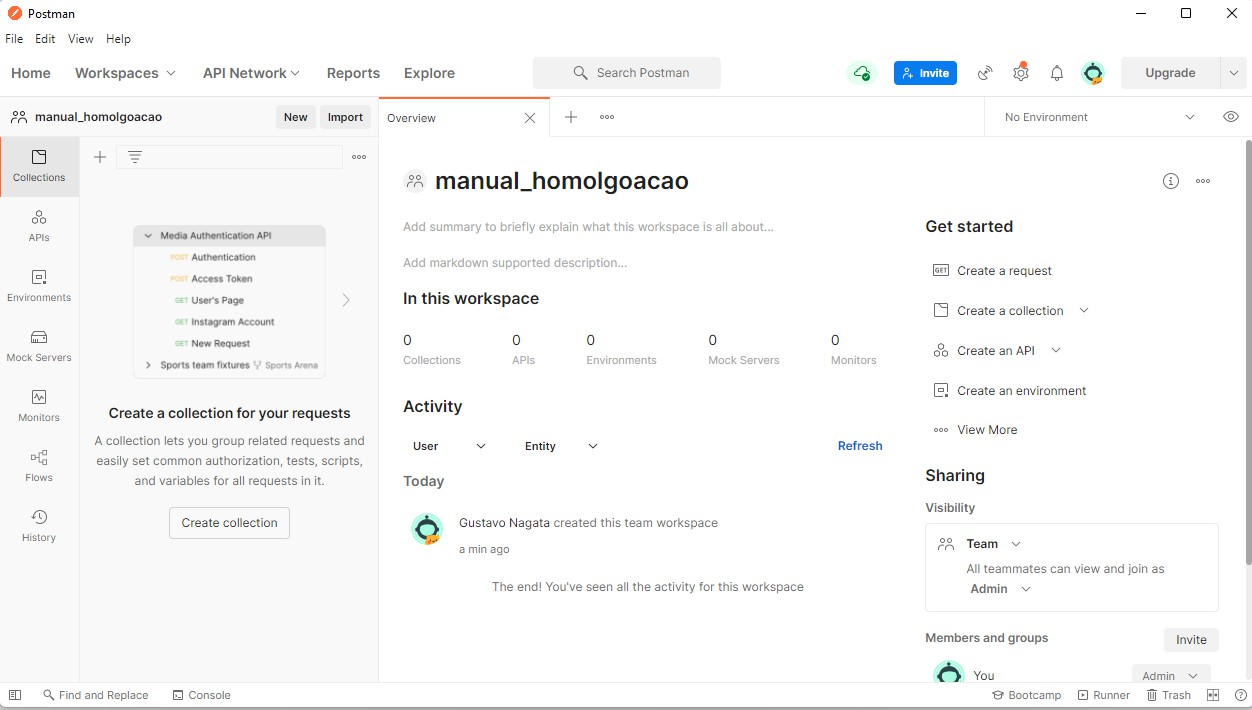 Postman
File Edit View Help
Home Workspaces API Network Reports Explore Search Postman Invite Upgrade
manual_homolgoacao New Import Overview No Environment
Collections
APIs
Environments
Mock Servers
Monitors
Flows
History
Media Authentication API
POST Authentication
POST Access Token
GET User's Page
GET Instagram Account
GET New Request
Sports team fixtures Sports Arena
Create a collection for your requests
A collection lets you group related requests and
easily set common authorization, tests, scripts,
and variables for all requests in it.
Create collection
manual_homolgoacao
Add summary to briefly explain what this workspace is all about...
Add markdown supported description...
In this workspace
0 0 0 0 0
Collections APIs Environments Mock Servers Monitors
Activity
User Entity Refresh
Today
Gustavo Nagata created this team workspace
a min ago
The end! You've seen all the activity for this workspace
Get started
GET Create a request
Create a collection
Create an API
Create an environment
View More
Sharing
Visibility
Team
All teammates can view and join as
Admin
Members and groups Invite
You Admin
Find and Replace Console Bootcamp Runner Trash